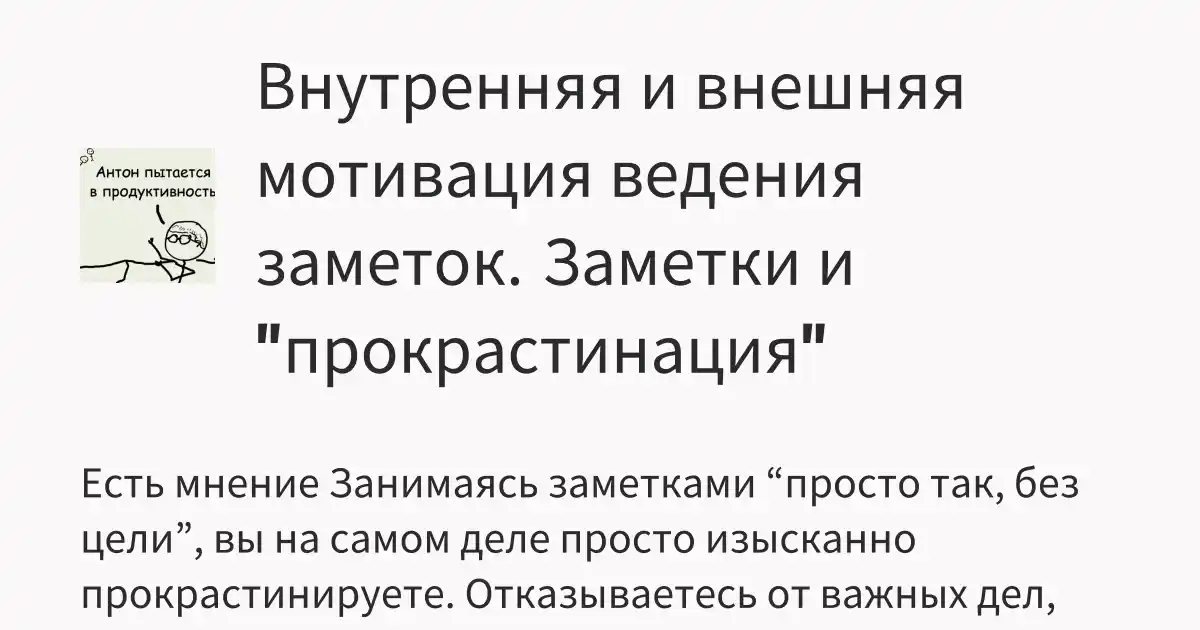 Внутренняя и внешняя
мотивация ведения
заметок. Заметки и
"прокрастинация"
Антон пытается
в продуктивность
Есть мнение Занимаясь заметками “просто так, без
цели”, вы на самом деле просто изысканно
прокрастинируете. Отказываетесь от важных дел,